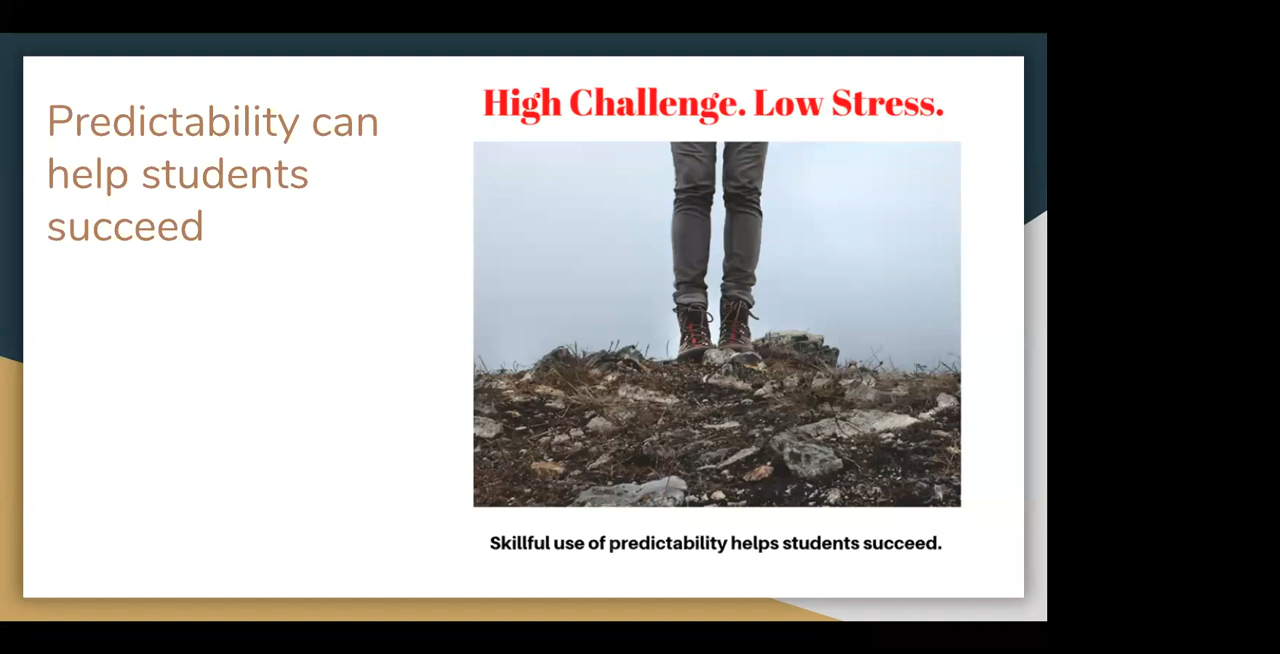 Predictability can
help students
succeed
High Challenge. Low Stress.
Skillful use of predictability helps students succeed.